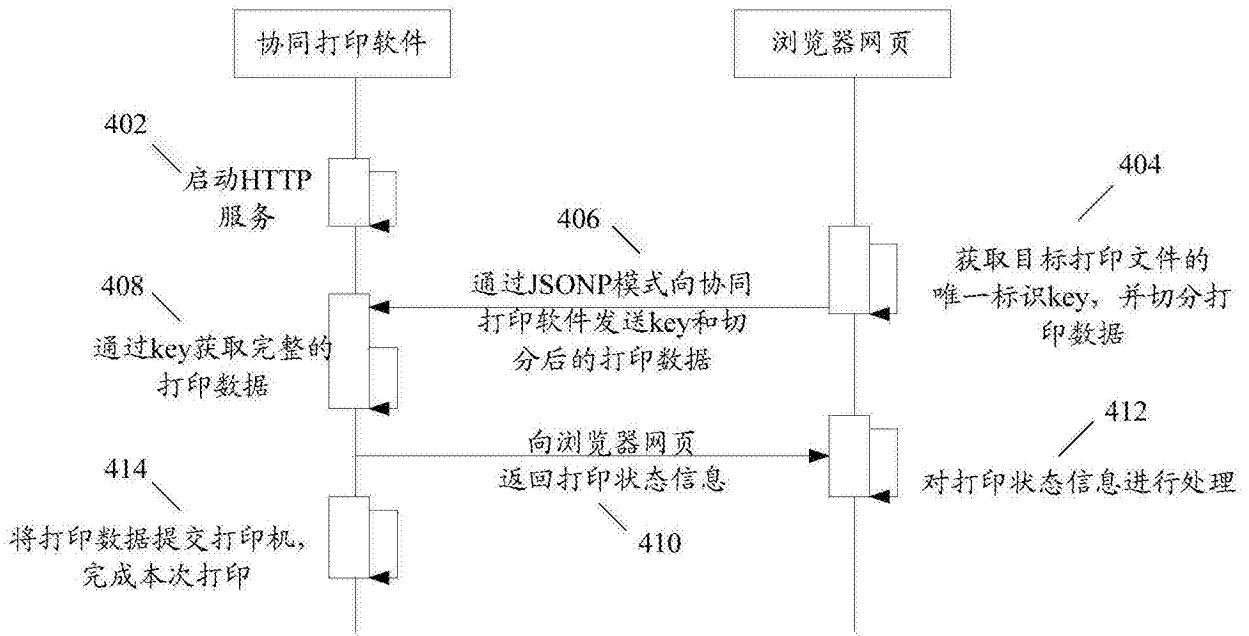 协同打印软件
浏览器网页
402
启动HTTP
服务
404
获取目标打印文件的
唯一标识key，并切分打
印数据
406
通过JSONP模式向协同
打印软件发送key和切
分后的打印数据
408
通过key获取完整的
打印数据
向浏览器网页
返回打印状态信息
410
412
对打印状态信息进行处理
414
将打印数据提交打印机，
完成本次打印